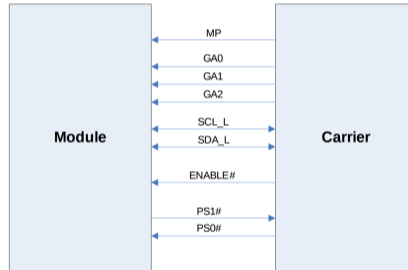 MP
GA0
GA1
GA2
SCL_L
Module
SDA_L
Carrier
ENABLE#
PS1#
PS0#